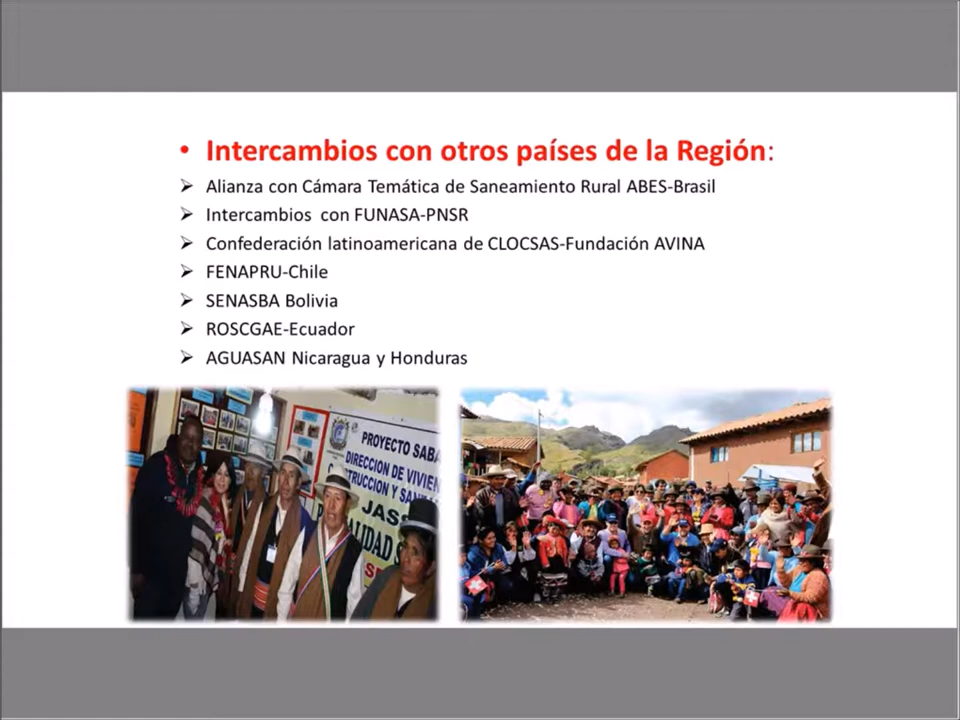 • Intercambios con otros países de la Región:
➢ Alianza con Cámara Temática de Saneamiento Rural ABES-Brasil
➢ Intercambios con FUNASA-PNSR
➢ Confederación latinoamericana de CLOCSAS-Fundación AVINA
➢ FENAPRU-Chile
➢ SENASBA Bolivia
➢ ROSCGAE-Ecuador
➢ AGUASAN Nicaragua y Honduras
PROYECTO SABA
DIRECCION DE VIVIEN
JASS